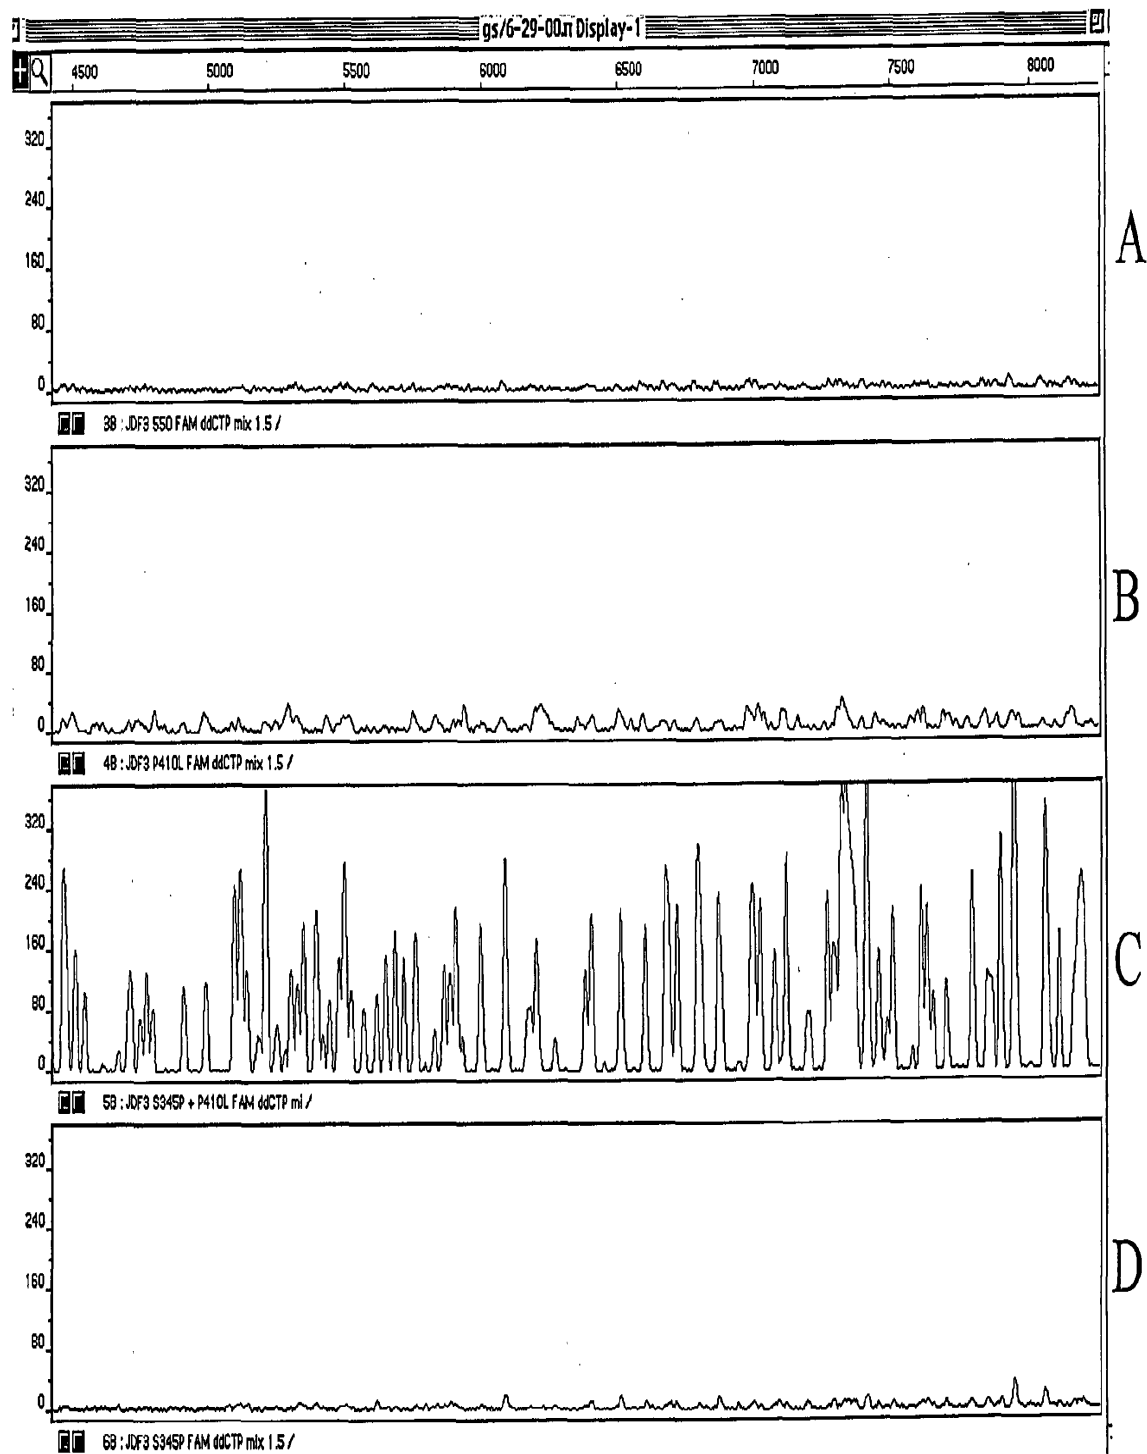 gs/6-29-00.π Display-1
4500 5000 5500 6000 6500 7000 7500 8000
320
240
160
80
0
A
3B : JDF3 550 FAM ddCTP mix 1.5 /
320
240
160
80
0
B
4B : JDF3 P410L FAM ddCTP mix 1.5 /
320
240
160
80
0
C
5B : JDF3 S345P + P410L FAM ddCTP mi /
320
240
160
80
0
D
6B : JDF3 S345P FAM ddCTP mix 1.5 /